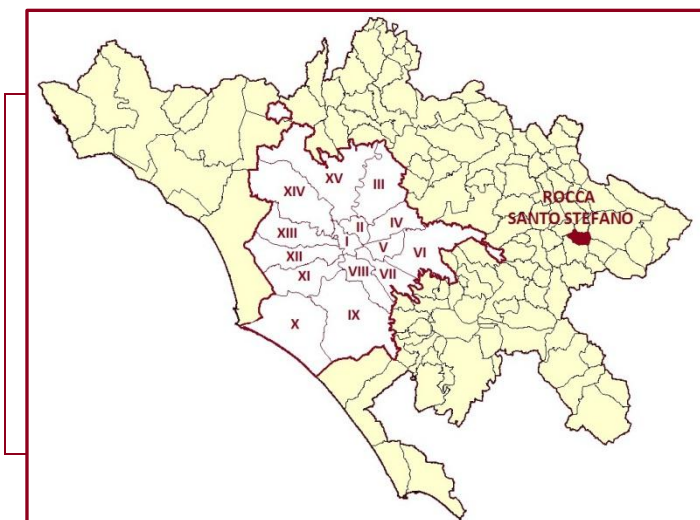 XV
III
XIV
ROCCA
SANTO STEFANO
II
IV
XIII
I
V
VI
XII
XI
VIII
VII
X
IX